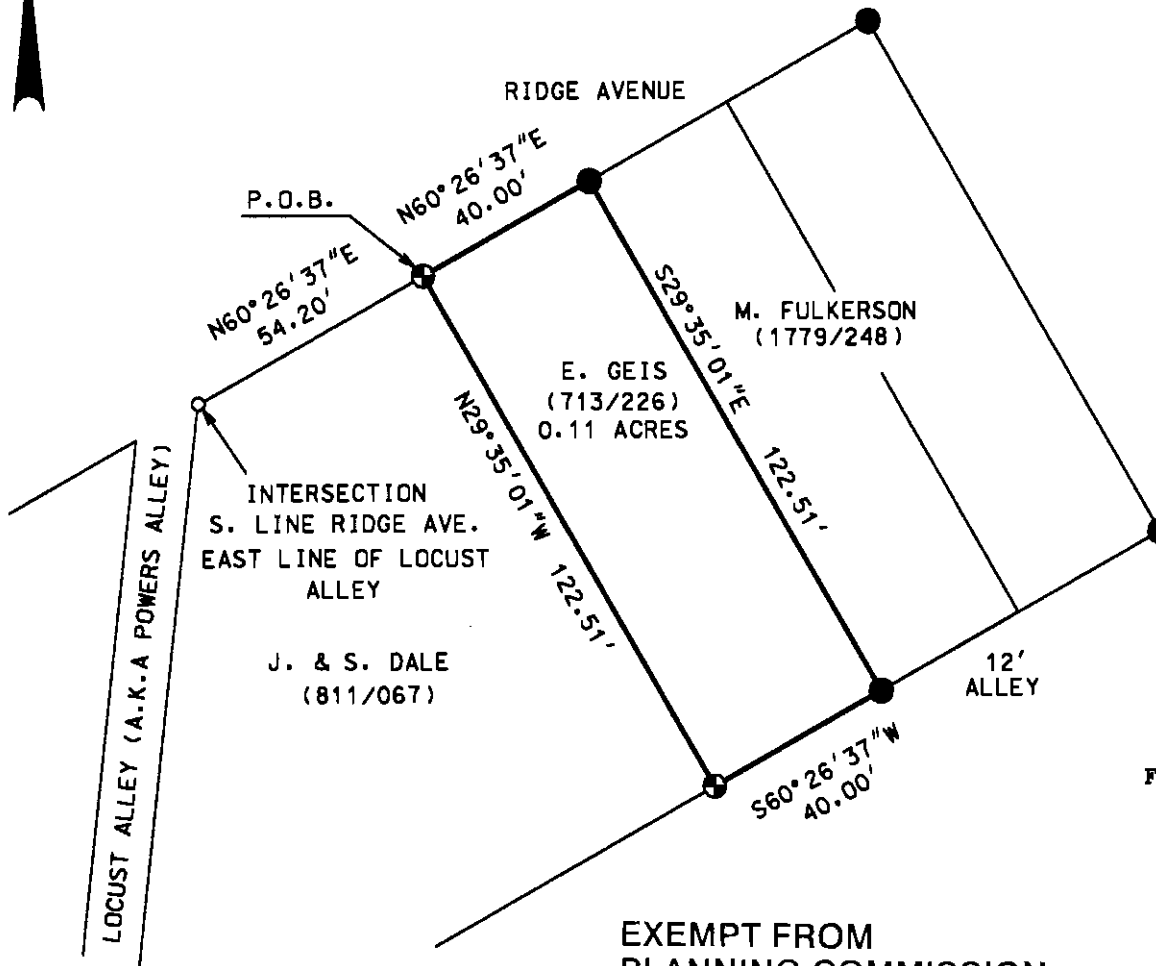 RIDGE AVENUE
N60°26'37"E
40.00'
P.O.B.
N60°26'37"E
54.20'
S29°35'01"E 122.51'
M. FULKERSON
(1779/248)
E. GEIS
(713/226)
0.11 ACRES
N29°35'01"W 122.51'
INTERSECTION
S. LINE RIDGE AVE.
EAST LINE OF LOCUST
ALLEY
LOCUST ALLEY (A.K.A POWERS ALLEY)
J. & S. DALE
(811/067)
12'
ALLEY
S60°26'37"W
40.00'
F
EXEMPT FROM
PLANNING COMMISSION